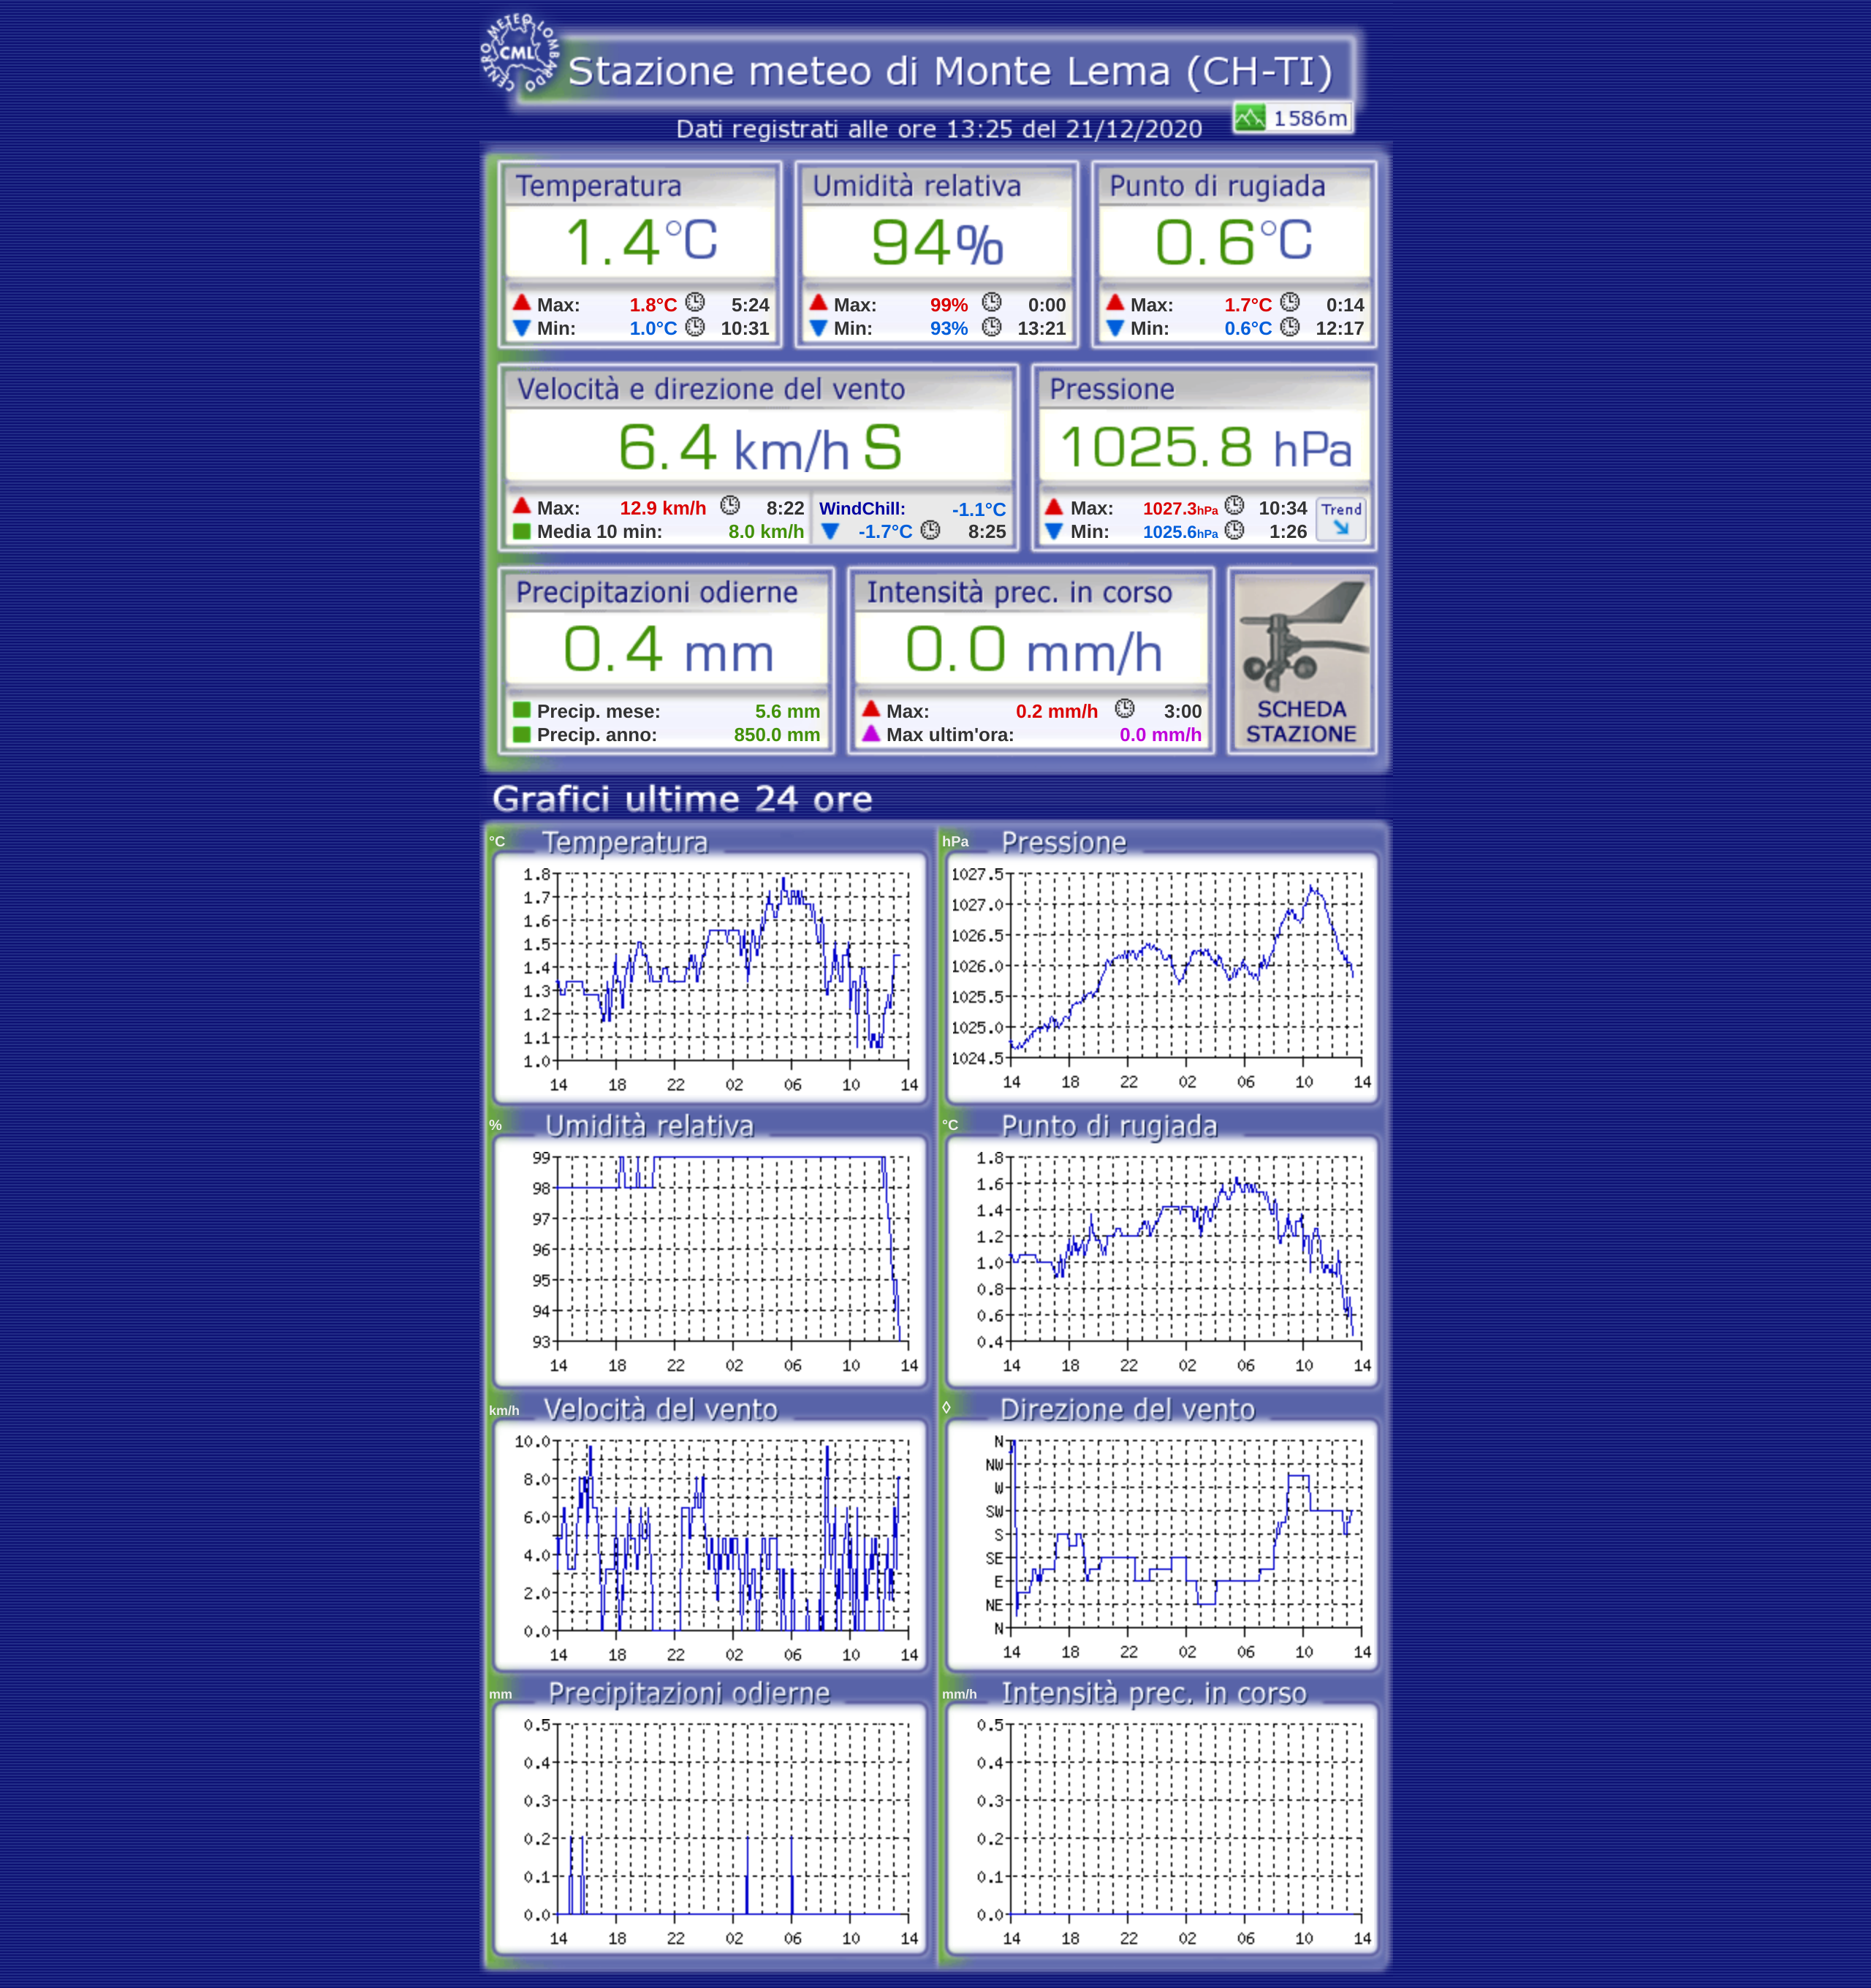 CENTRO METEO LOMBARDO
CML
Stazione meteo di Monte Lema (CH-TI)
1586m
Dati registrati alle ore 13:25 del 21/12/2020
Temperatura
1.4°C
Max: 1.8°C 5:24
Min: 1.0°C 10:31
Umidità relativa
94%
Max: 99% 0:00
Min: 93% 13:21
Punto di rugiada
0.6°C
Max: 1.7°C 0:14
Min: 0.6°C 12:17
Velocità e direzione del vento
6.4 km/h S
Max: 12.9 km/h 8:22
Media 10 min: 8.0 km/h
WindChill: -1.1°C
-1.7°C 8:25
Pressione
1025.8 hPa
Max: 1027.3hPa 10:34
Min: 1025.6hPa 1:26
Trend
Precipitazioni odierne
0.4 mm
Precip. mese: 5.6 mm
Precip. anno: 850.0 mm
Intensità prec. in corso
0.0 mm/h
Max: 0.2 mm/h 3:00
Max ultim'ora: 0.0 mm/h
SCHEDA
STAZIONE
Grafici ultime 24 ore
°C Temperatura
1.8
1.7
1.6
1.5
1.4
1.3
1.2
1.1
1.0
14 18 22 02 06 10 14
hPa Pressione
1027.5
1027.0
1026.5
1026.0
1025.5
1025.0
1024.5
14 18 22 02 06 10 14
% Umidità relativa
99
98
97
96
95
94
93
14 18 22 02 06 10 14
°C Punto di rugiada
1.8
1.6
1.4
1.2
1.0
0.8
0.6
0.4
14 18 22 02 06 10 14
km/h Velocità del vento
10.0
8.0
6.0
4.0
2.0
0.0
14 18 22 02 06 10 14
◊ Direzione del vento
N
NW
W
SW
S
SE
E
NE
N
14 18 22 02 06 10 14
mm Precipitazioni odierne
0.5
0.4
0.3
0.2
0.1
0.0
14 18 22 02 06 10 14
mm/h Intensità prec. in corso
0.5
0.4
0.3
0.2
0.1
0.0
14 18 22 02 06 10 14